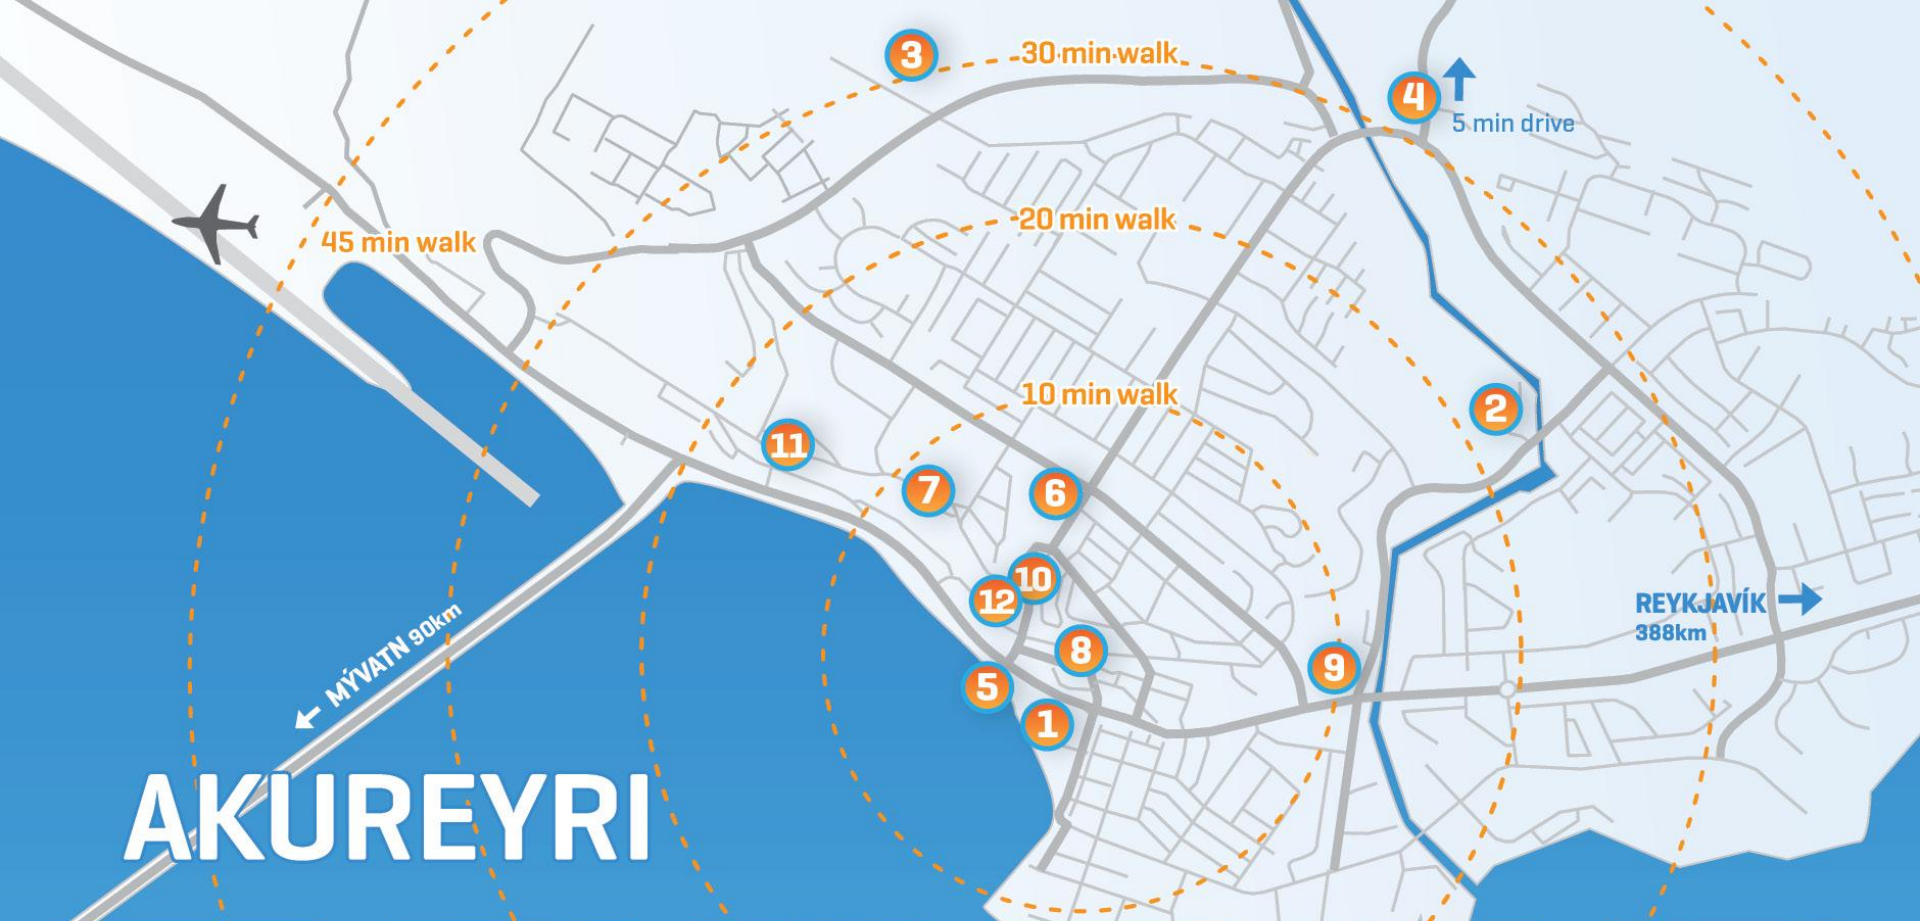 3
30 min walk
4
5 min drive
20 min walk
45 min walk
10 min walk
2
11
7
6
10
12
REYKJAVÍK
388km
MÝVATN 90km
8
9
5
1
AKUREYRI